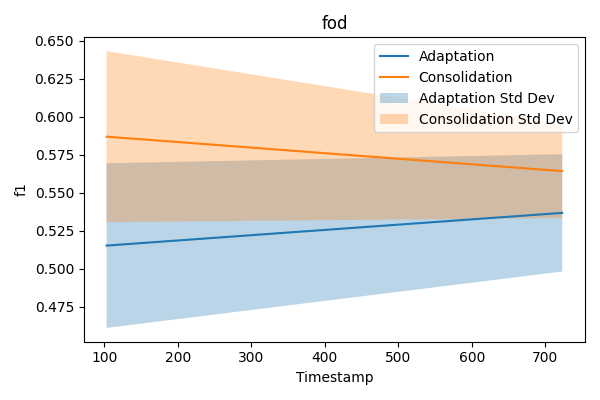 fod
0.650
0.625
0.600
0.575
0.550
0.525
0.500
0.475
f1
Adaptation
Consolidation
Adaptation Std Dev
Consolidation Std Dev
100 200 300 400 500 600 700
Timestamp